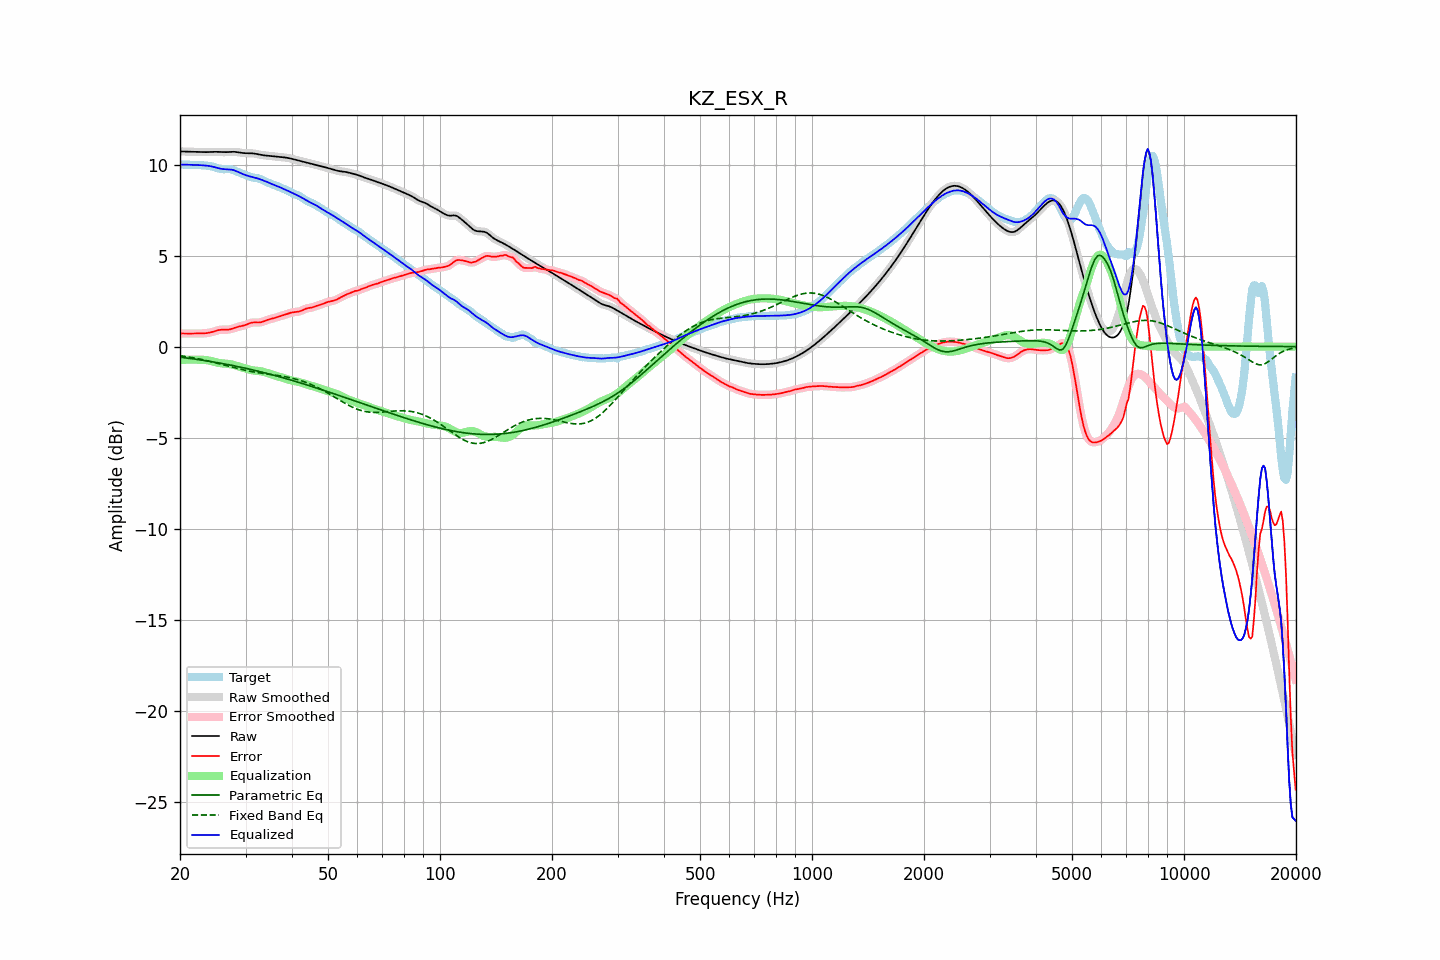 KZ_ESX_R
Amplitude (dBr)
10
5
0
−5
−10
−15
−20
−25
Target
Raw Smoothed
Error Smoothed
Raw
Error
Equalization
Parametric Eq
Fixed Band Eq
Equalized
20 50 100 200 500 1000 2000 5000 10000 20000
Frequency (Hz)